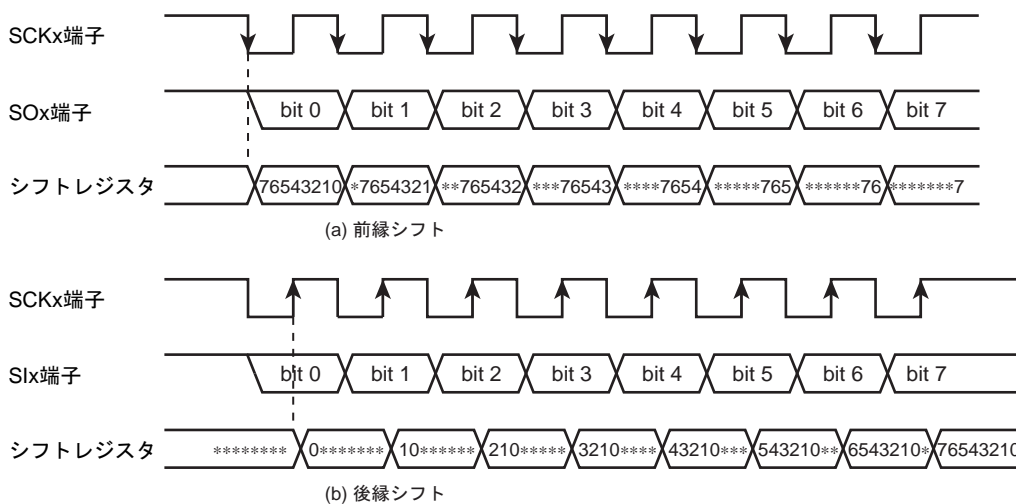 SCKx端子
SOx端子 bit 0 bit 1 bit 2 bit 3 bit 4 bit 5 bit 6 bit 7
シフトレジスタ 76543210 *7654321 **765432 ***76543 ****7654 *****765 ******76 *******7
(a) 前縁シフト
SCKx端子
SIx端子 bit 0 bit 1 bit 2 bit 3 bit 4 bit 5 bit 6 bit 7
シフトレジスタ ******** 0******* 10****** 210***** 3210**** 43210*** 543210** 6543210* 76543210
(b) 後縁シフト